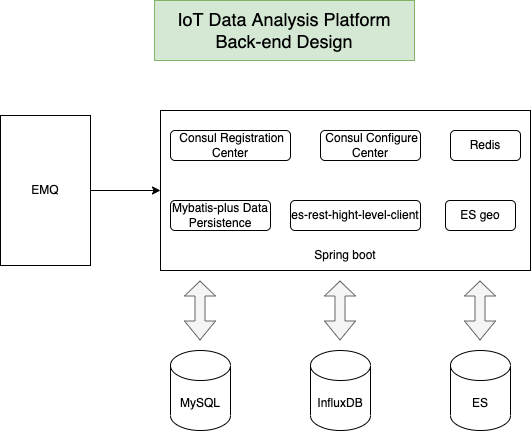 IoT Data Analysis Platform
Back-end Design
EMQ
Consul Registration
Center
Consul Configure
Center
Redis
Mybatis-plus Data
Persistence
es-rest-hight-level-client
ES geo
Spring boot
MySQL
InfluxDB
ES